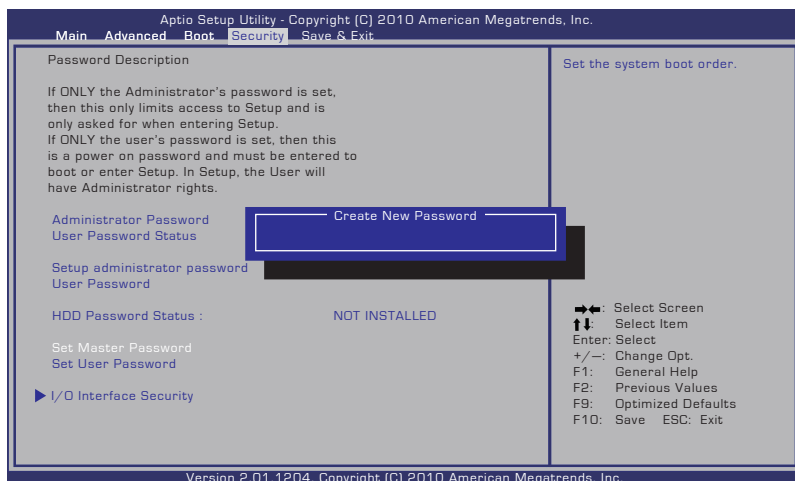 Aptio Setup Utility - Copyright (C) 2010 American Megatrends, Inc.
Main Advanced Boot Security Save & Exit
Password Description
If ONLY the Administrator's password is set,
then this only limits access to Setup and is
only asked for when entering Setup.
If ONLY the user's password is set, then this
is a power on password and must be entered to
boot or enter Setup. In Setup, the User will
have Administrator rights.
Administrator Password
User Password Status
Create New Password
Setup administrator password
User Password
HDD Password Status : NOT INSTALLED
Set Master Password
Set User Password
I/O Interface Security
Set the system boot order.
→←: Select Screen
↑↓: Select Item
Enter: Select
+/—: Change Opt.
F1: General Help
F2: Previous Values
F9: Optimized Defaults
F10: Save ESC: Exit
Version 2.01.1204. Copyright (C) 2010 American Megatrends, Inc.